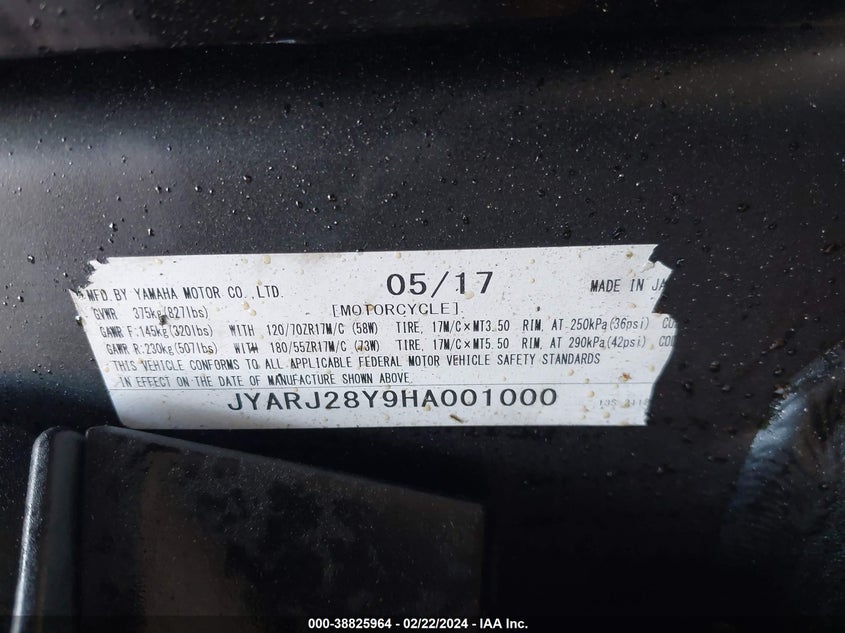 MFD.BY YAMAHA MOTOR CO.,LTD. 05/17 MADE IN
GVWR 375kg(827lbs) [MOTORCYCLE]
GAWR F:145kg(320lbs) WITH 120/70ZR17M/C (58W) TIRE, 17M/C×MT3.50 RIM, AT 250kPa(36psi)
GAWR R:230kg(507lbs) WITH 180/55ZR17M/C (73W) TIRE, 17M/C×MT5.50 RIM, AT 290kPa(42psi)
THIS VEHICLE CONFORMS TO ALL APPLICABLE FEDERAL MOTOR VEHICLE SAFETY STANDARDS
IN EFFECT ON THE DATE OF MANUFACTURE SHOWN ABOVE.
JYARJ28Y9HA001000
000-38825964 - 02/22/2024 - IAA Inc.